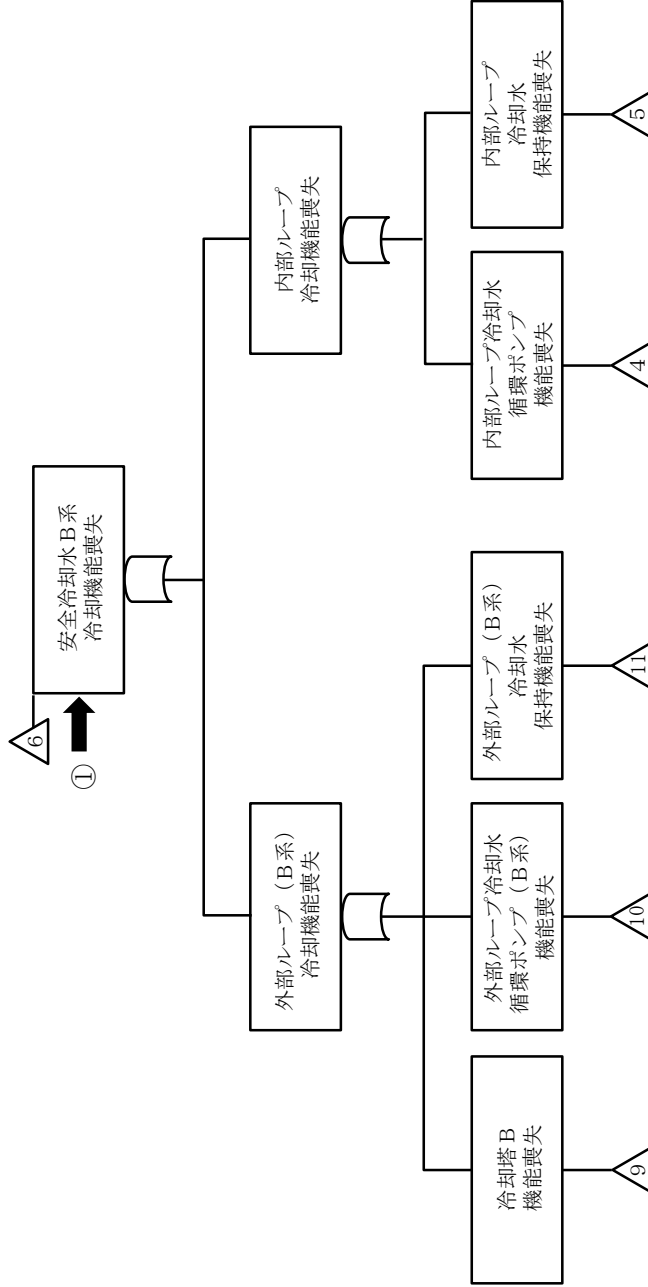 6
①
安全冷却水Ｂ系
冷却機能喪失
外部ループ（Ｂ系）
冷却機能喪失
内部ループ
冷却機能喪失
冷却塔Ｂ
機能喪失
外部ループ冷却水
循環ポンプ（Ｂ系）
機能喪失
外部ループ（Ｂ系）
冷却水
保持機能喪失
内部ループ冷却水
循環ポンプ
機能喪失
内部ループ
冷却水
保持機能喪失
9
10
11
4
5